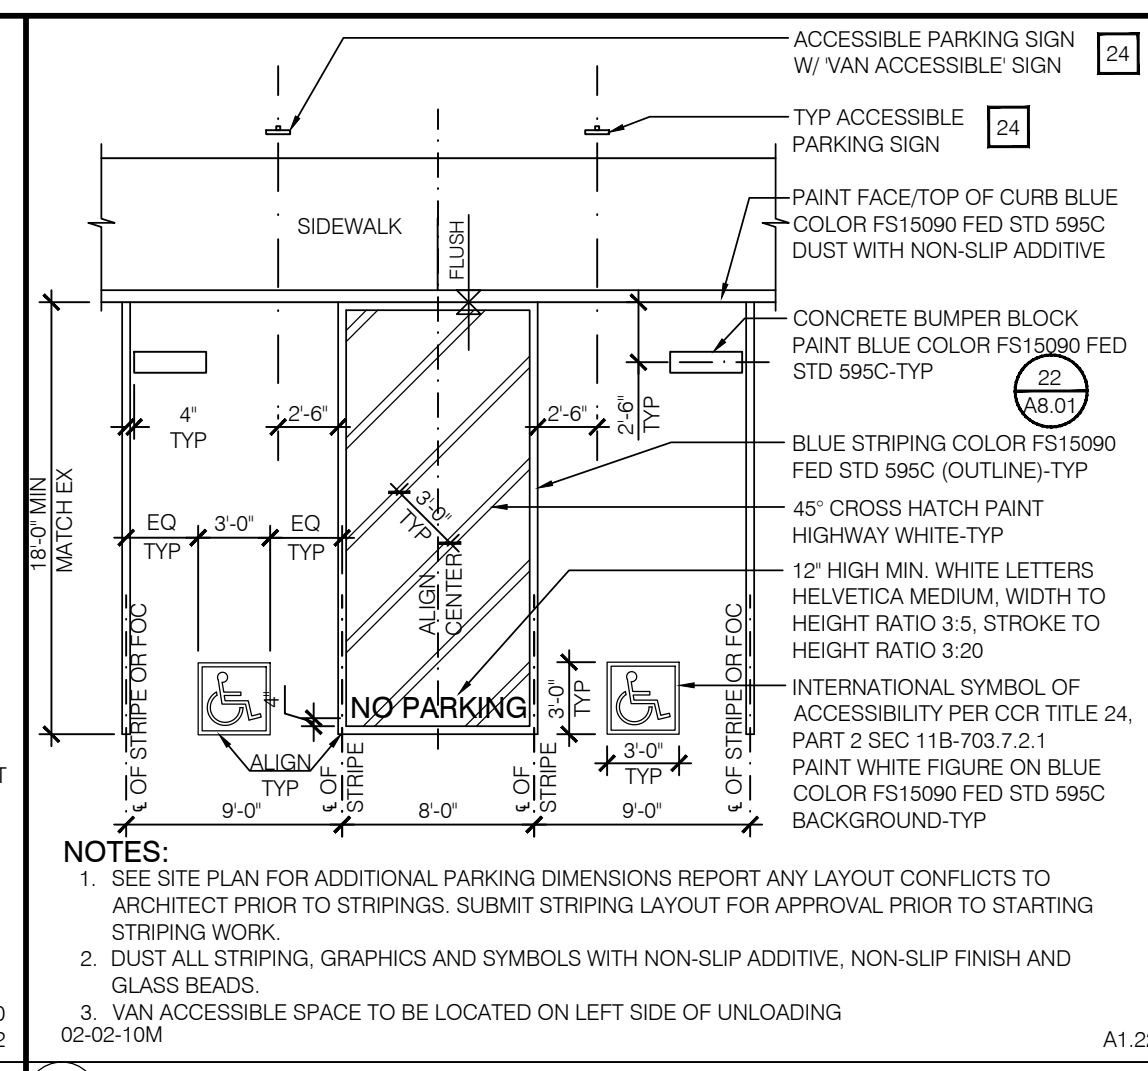 ACCESSIBLE PARKING SIGN
W/ 'VAN ACCESSIBLE' SIGN
24
TYP ACCESSIBLE
PARKING SIGN
24
PAINT FACE/TOP OF CURB BLUE
COLOR FS15090 FED STD 595C
DUST WITH NON-SLIP ADDITIVE
SIDEWALK
FLUSH
CONCRETE BUMPER BLOCK
PAINT BLUE COLOR FS15090 FED
STD 595C-TYP
22
A8.01
4"
TYP
2'-6"
2'-6"
2'-6"
TYP
BLUE STRIPING COLOR FS15090
FED STD 595C (OUTLINE)-TYP
18'-0" MIN
MATCH EX
EQ
TYP
3'-0"
EQ
TYP
3'-0"
TYP
45° CROSS HATCH PAINT
HIGHWAY WHITE-TYP
ALIGN
CENTER
12" HIGH MIN. WHITE LETTERS
HELVETICA MEDIUM, WIDTH TO
HEIGHT RATIO 3:5, STROKE TO
HEIGHT RATIO 3:20
4"
NO PARKING
3'-0"
TYP
3'-0"
TYP
INTERNATIONAL SYMBOL OF
ACCESSIBILITY PER CCR TITLE 24,
PART 2 SEC 11B-703.7.2.1
PAINT WHITE FIGURE ON BLUE
COLOR FS15090 FED STD 595C
BACKGROUND-TYP
ALIGN
TYP
℄ OF STRIPE OR FOC
℄ OF
STRIPE
℄ OF
STRIPE
℄ OF STRIPE OR FOC
9'-0"
8'-0"
9'-0"
NOTES:
1. SEE SITE PLAN FOR ADDITIONAL PARKING DIMENSIONS REPORT ANY LAYOUT CONFLICTS TO
ARCHITECT PRIOR TO STRIPINGS. SUBMIT STRIPING LAYOUT FOR APPROVAL PRIOR TO STARTING
STRIPING WORK.
2. DUST ALL STRIPING, GRAPHICS AND SYMBOLS WITH NON-SLIP ADDITIVE, NON-SLIP FINISH AND
GLASS BEADS.
3. VAN ACCESSIBLE SPACE TO BE LOCATED ON LEFT SIDE OF UNLOADING
02-02-10M
A1.22